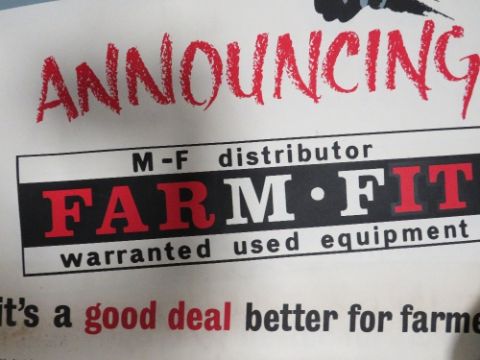 ANNOUNCING
M-F distributor
FARM·FIT
warranted used equipment
it's a good deal better for farme